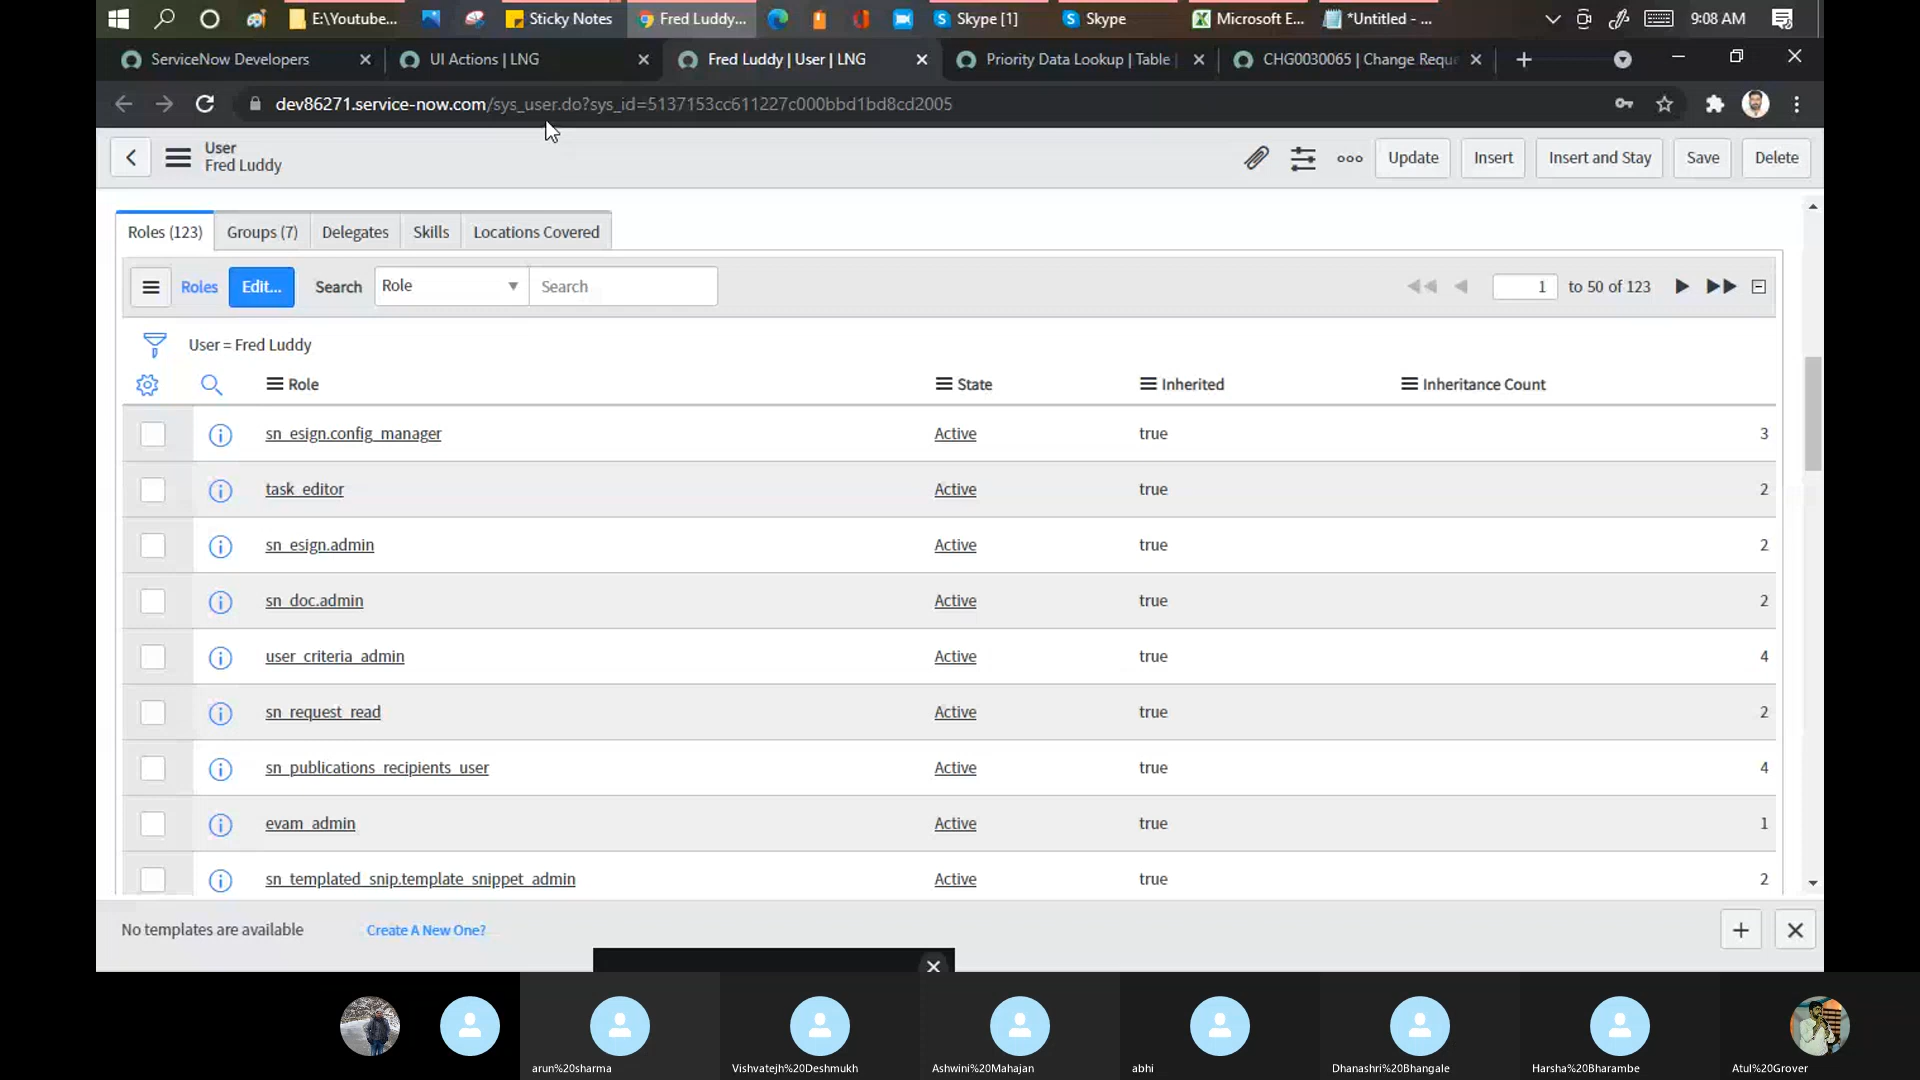 E:\Youtube...
Sticky Notes
Fred Luddy...
Skype [1]
Skype
Microsoft E...
*Untitled - ...
9:08 AM
ServiceNow Developers
UI Actions | LNG
Fred Luddy | User | LNG
Priority Data Lookup | Table |
CHG0030065 | Change Reque
dev86271.service-now.com/sys_user.do?sys_id=5137153cc611227c000bbd1bd8cd2005
User
Fred Luddy
Update
Insert
Insert and Stay
Save
Delete
Roles (123)
Groups (7)
Delegates
Skills
Locations Covered
Roles
Edit...
Search
Role
Search
1
to 50 of 123
User = Fred Luddy
Role
State
Inherited
Inheritance Count
sn_esign.config_manager Active true 3
task_editor Active true 2
sn_esign.admin Active true 2
sn_doc.admin Active true 2
user_criteria_admin Active true 4
sn_request_read Active true 2
sn_publications_recipients_user Active true 4
evam_admin Active true 1
sn_templated_snip.template_snippet_admin Active true 2
No templates are available
Create A New One?
arun%20sharma
Vishvatejh%20Deshmukh
Ashwini%20Mahajan
abhi
Dhanashri%20Bhangale
Harsha%20Bharambe
Atul%20Grover